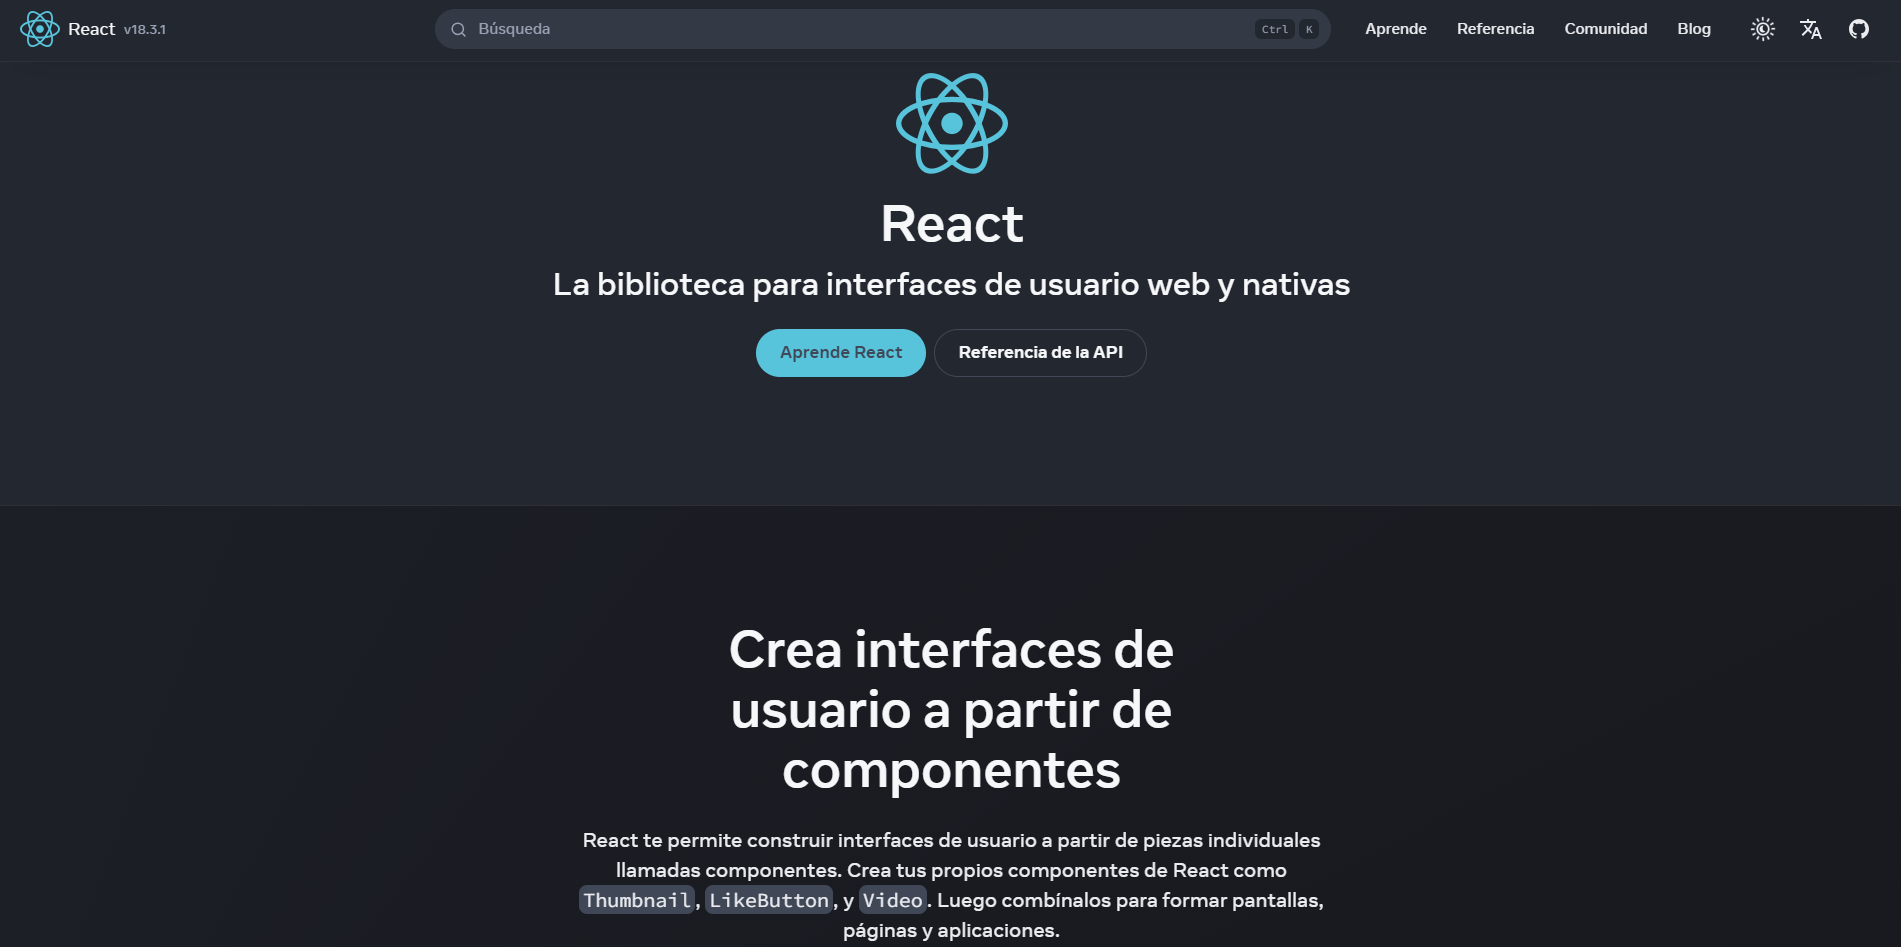 React v18.3.1
Búsqueda
Ctrl K
Aprende
Referencia
Comunidad
Blog
React
La biblioteca para interfaces de usuario web y nativas
Aprende React
Referencia de la API
Crea interfaces de
usuario a partir de
componentes
React te permite construir interfaces de usuario a partir de piezas individuales
llamadas componentes. Crea tus propios componentes de React como
Thumbnail, LikeButton, y Video. Luego combínalos para formar pantallas,
páginas y aplicaciones.